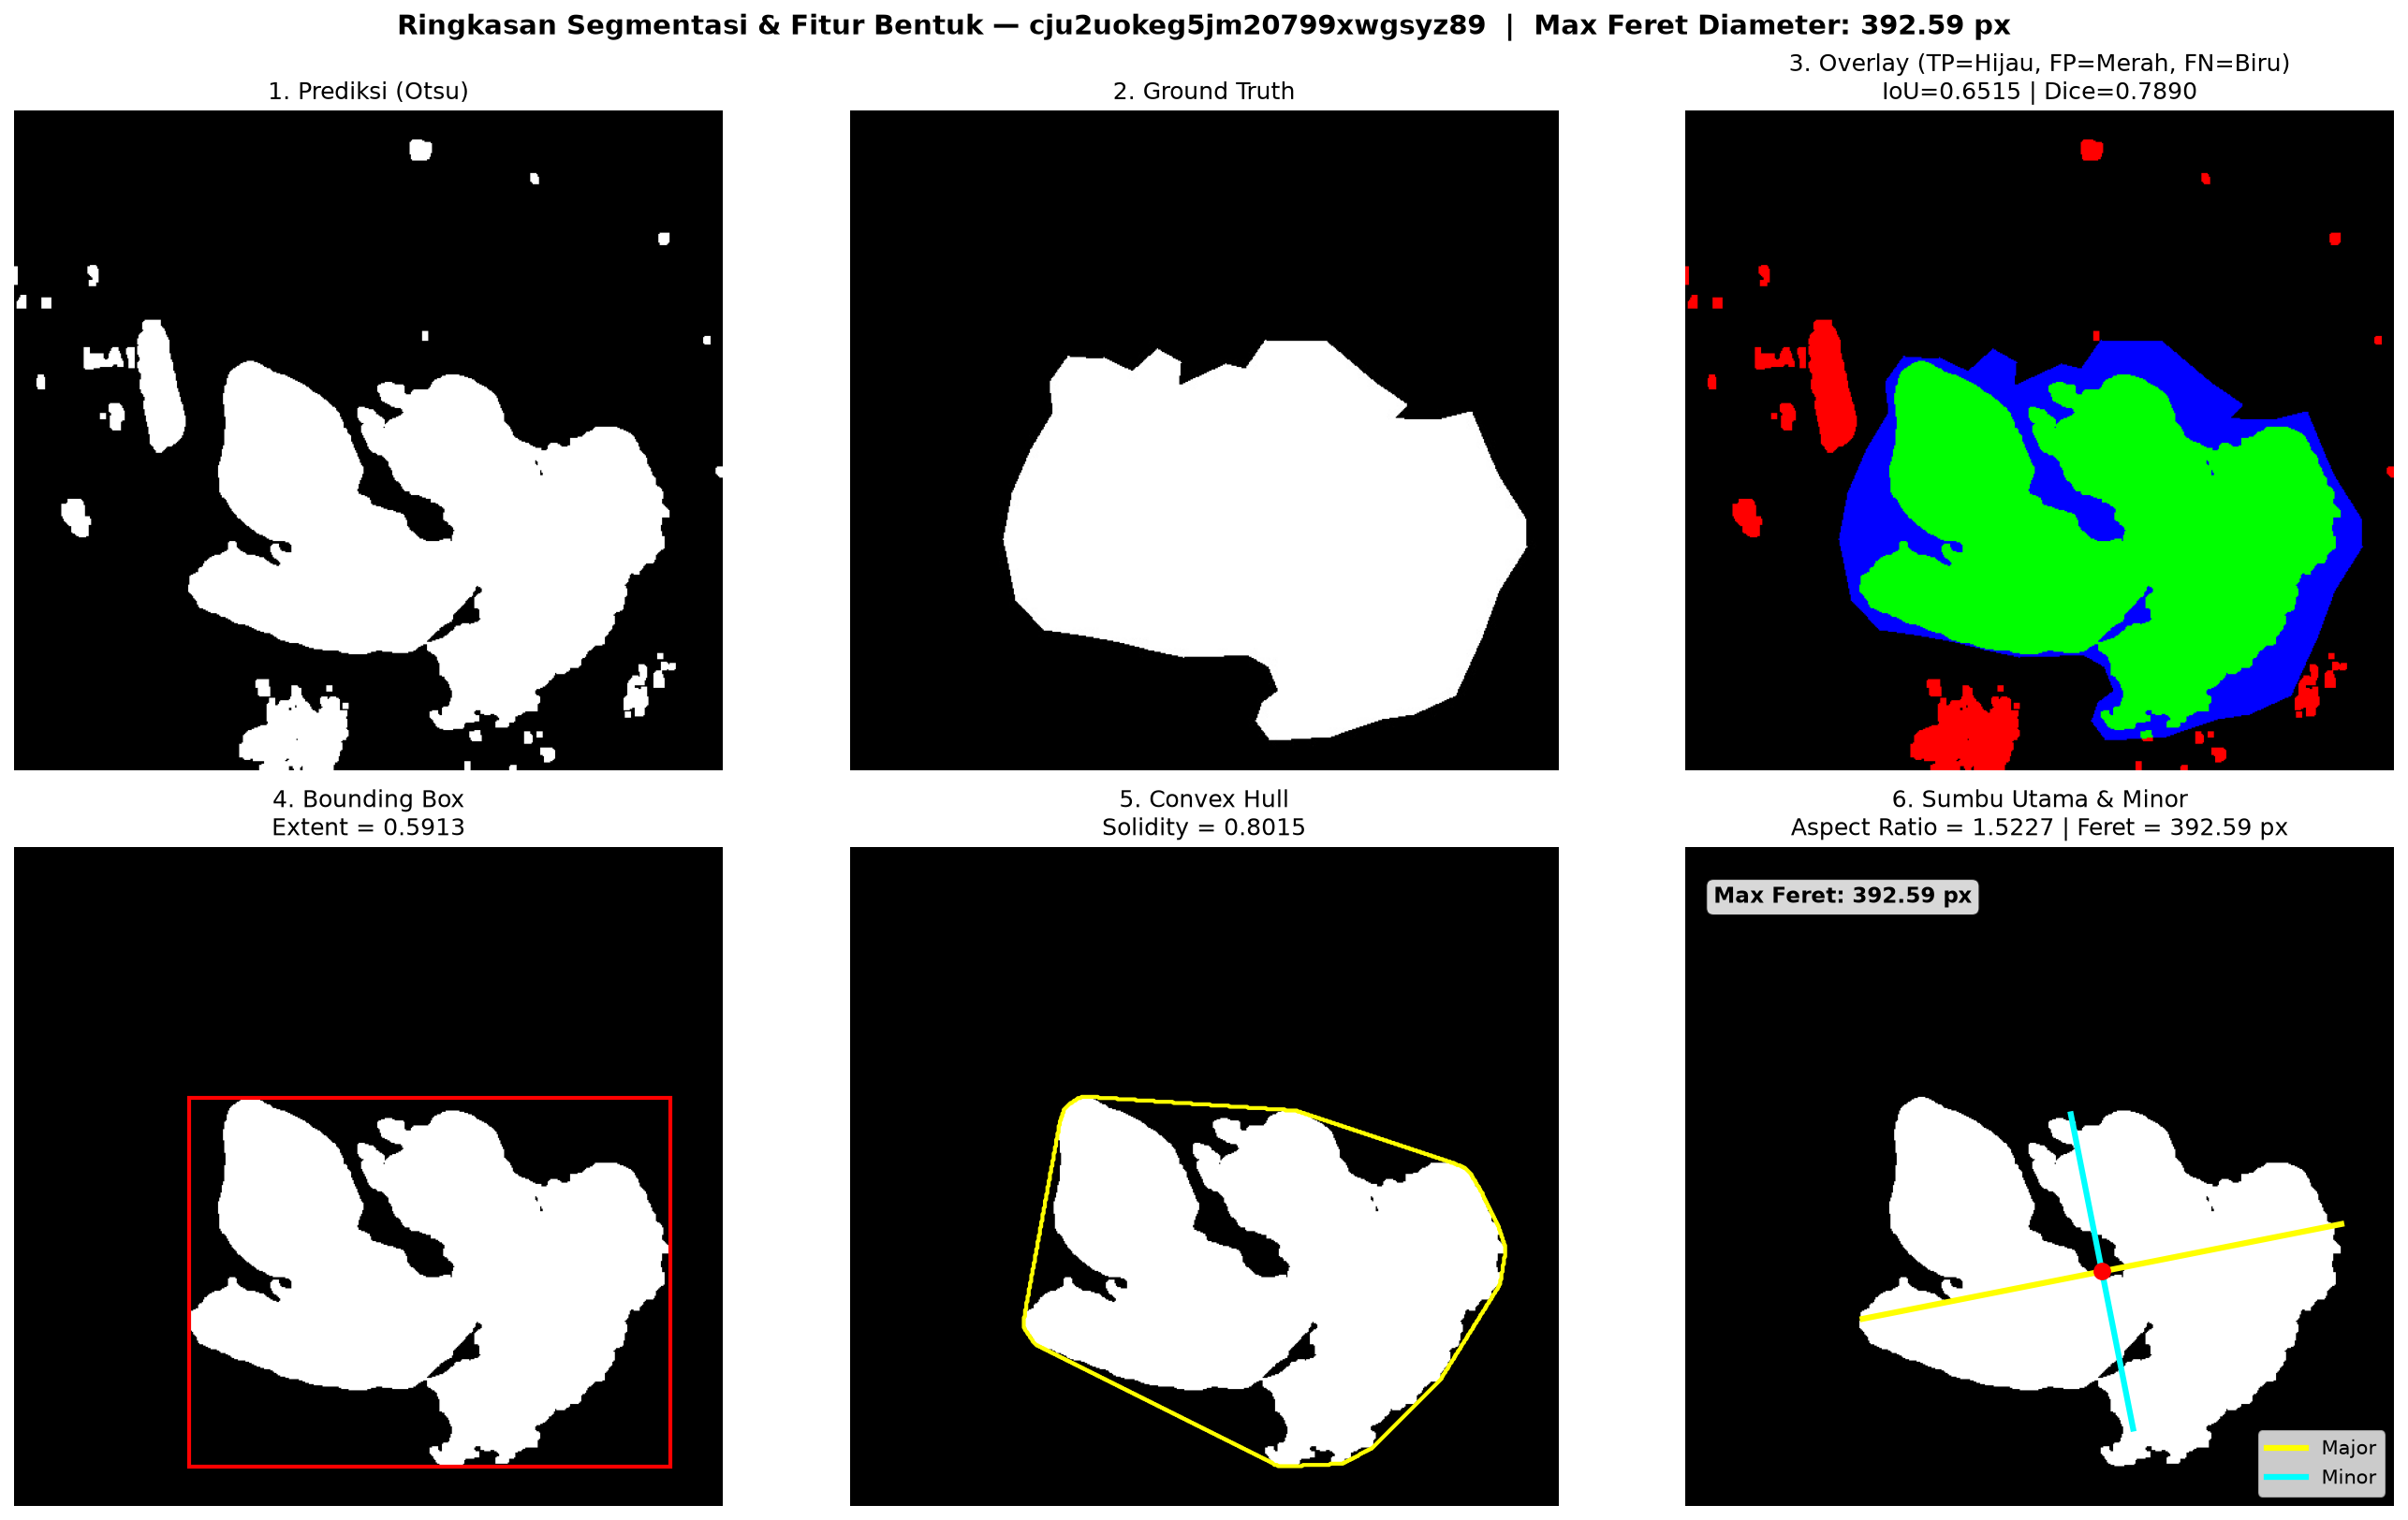 Ringkasan Segmentasi & Fitur Bentuk — cju2uokeg5jm20799xwgsyz89 | Max Feret Diameter: 392.59 px
1. Prediksi (Otsu)
2. Ground Truth
3. Overlay (TP=Hijau, FP=Merah, FN=Biru)
IoU=0.6515 | Dice=0.7890
4. Bounding Box
Extent = 0.5913
5. Convex Hull
Solidity = 0.8015
6. Sumbu Utama & Minor
Aspect Ratio = 1.5227 | Feret = 392.59 px
Max Feret: 392.59 px
Major
Minor